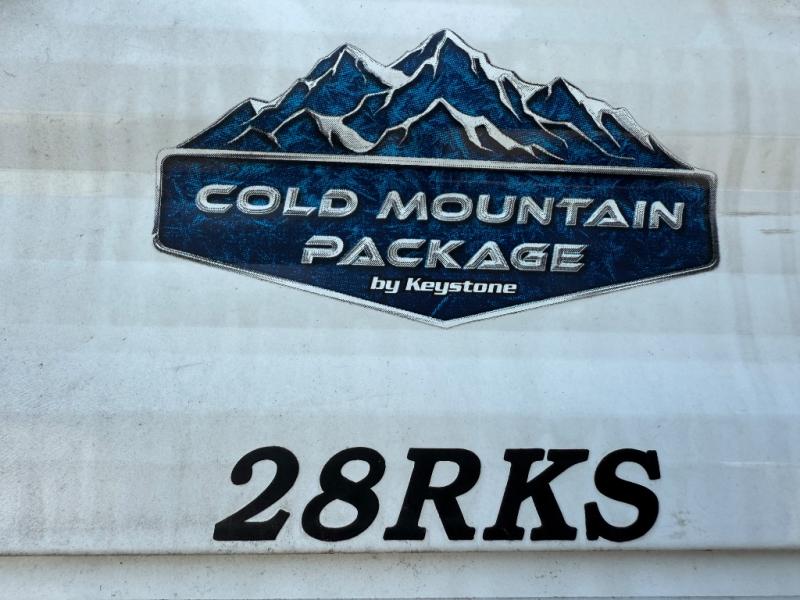 COLD MOUNTAIN
PACKAGE
by Keystone
28RKS